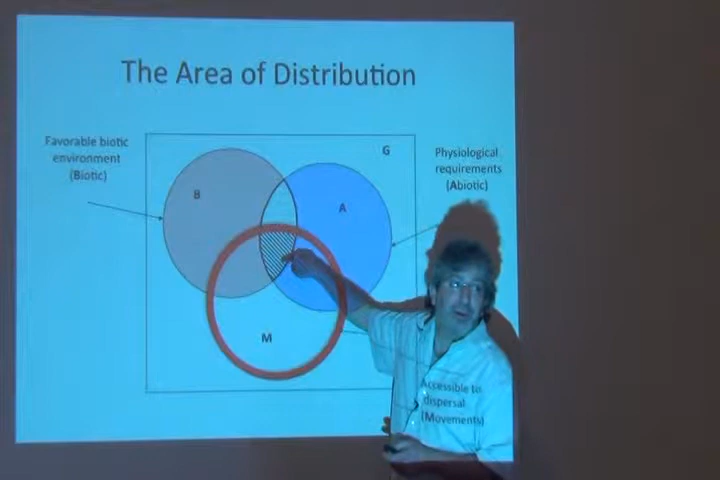 The Area of Distribution
Favorable biotic
environment
(Biotic)
G
Physiological
requirements
(Abiotic)
B
A
M
Accessible to
dispersal
(Movements)